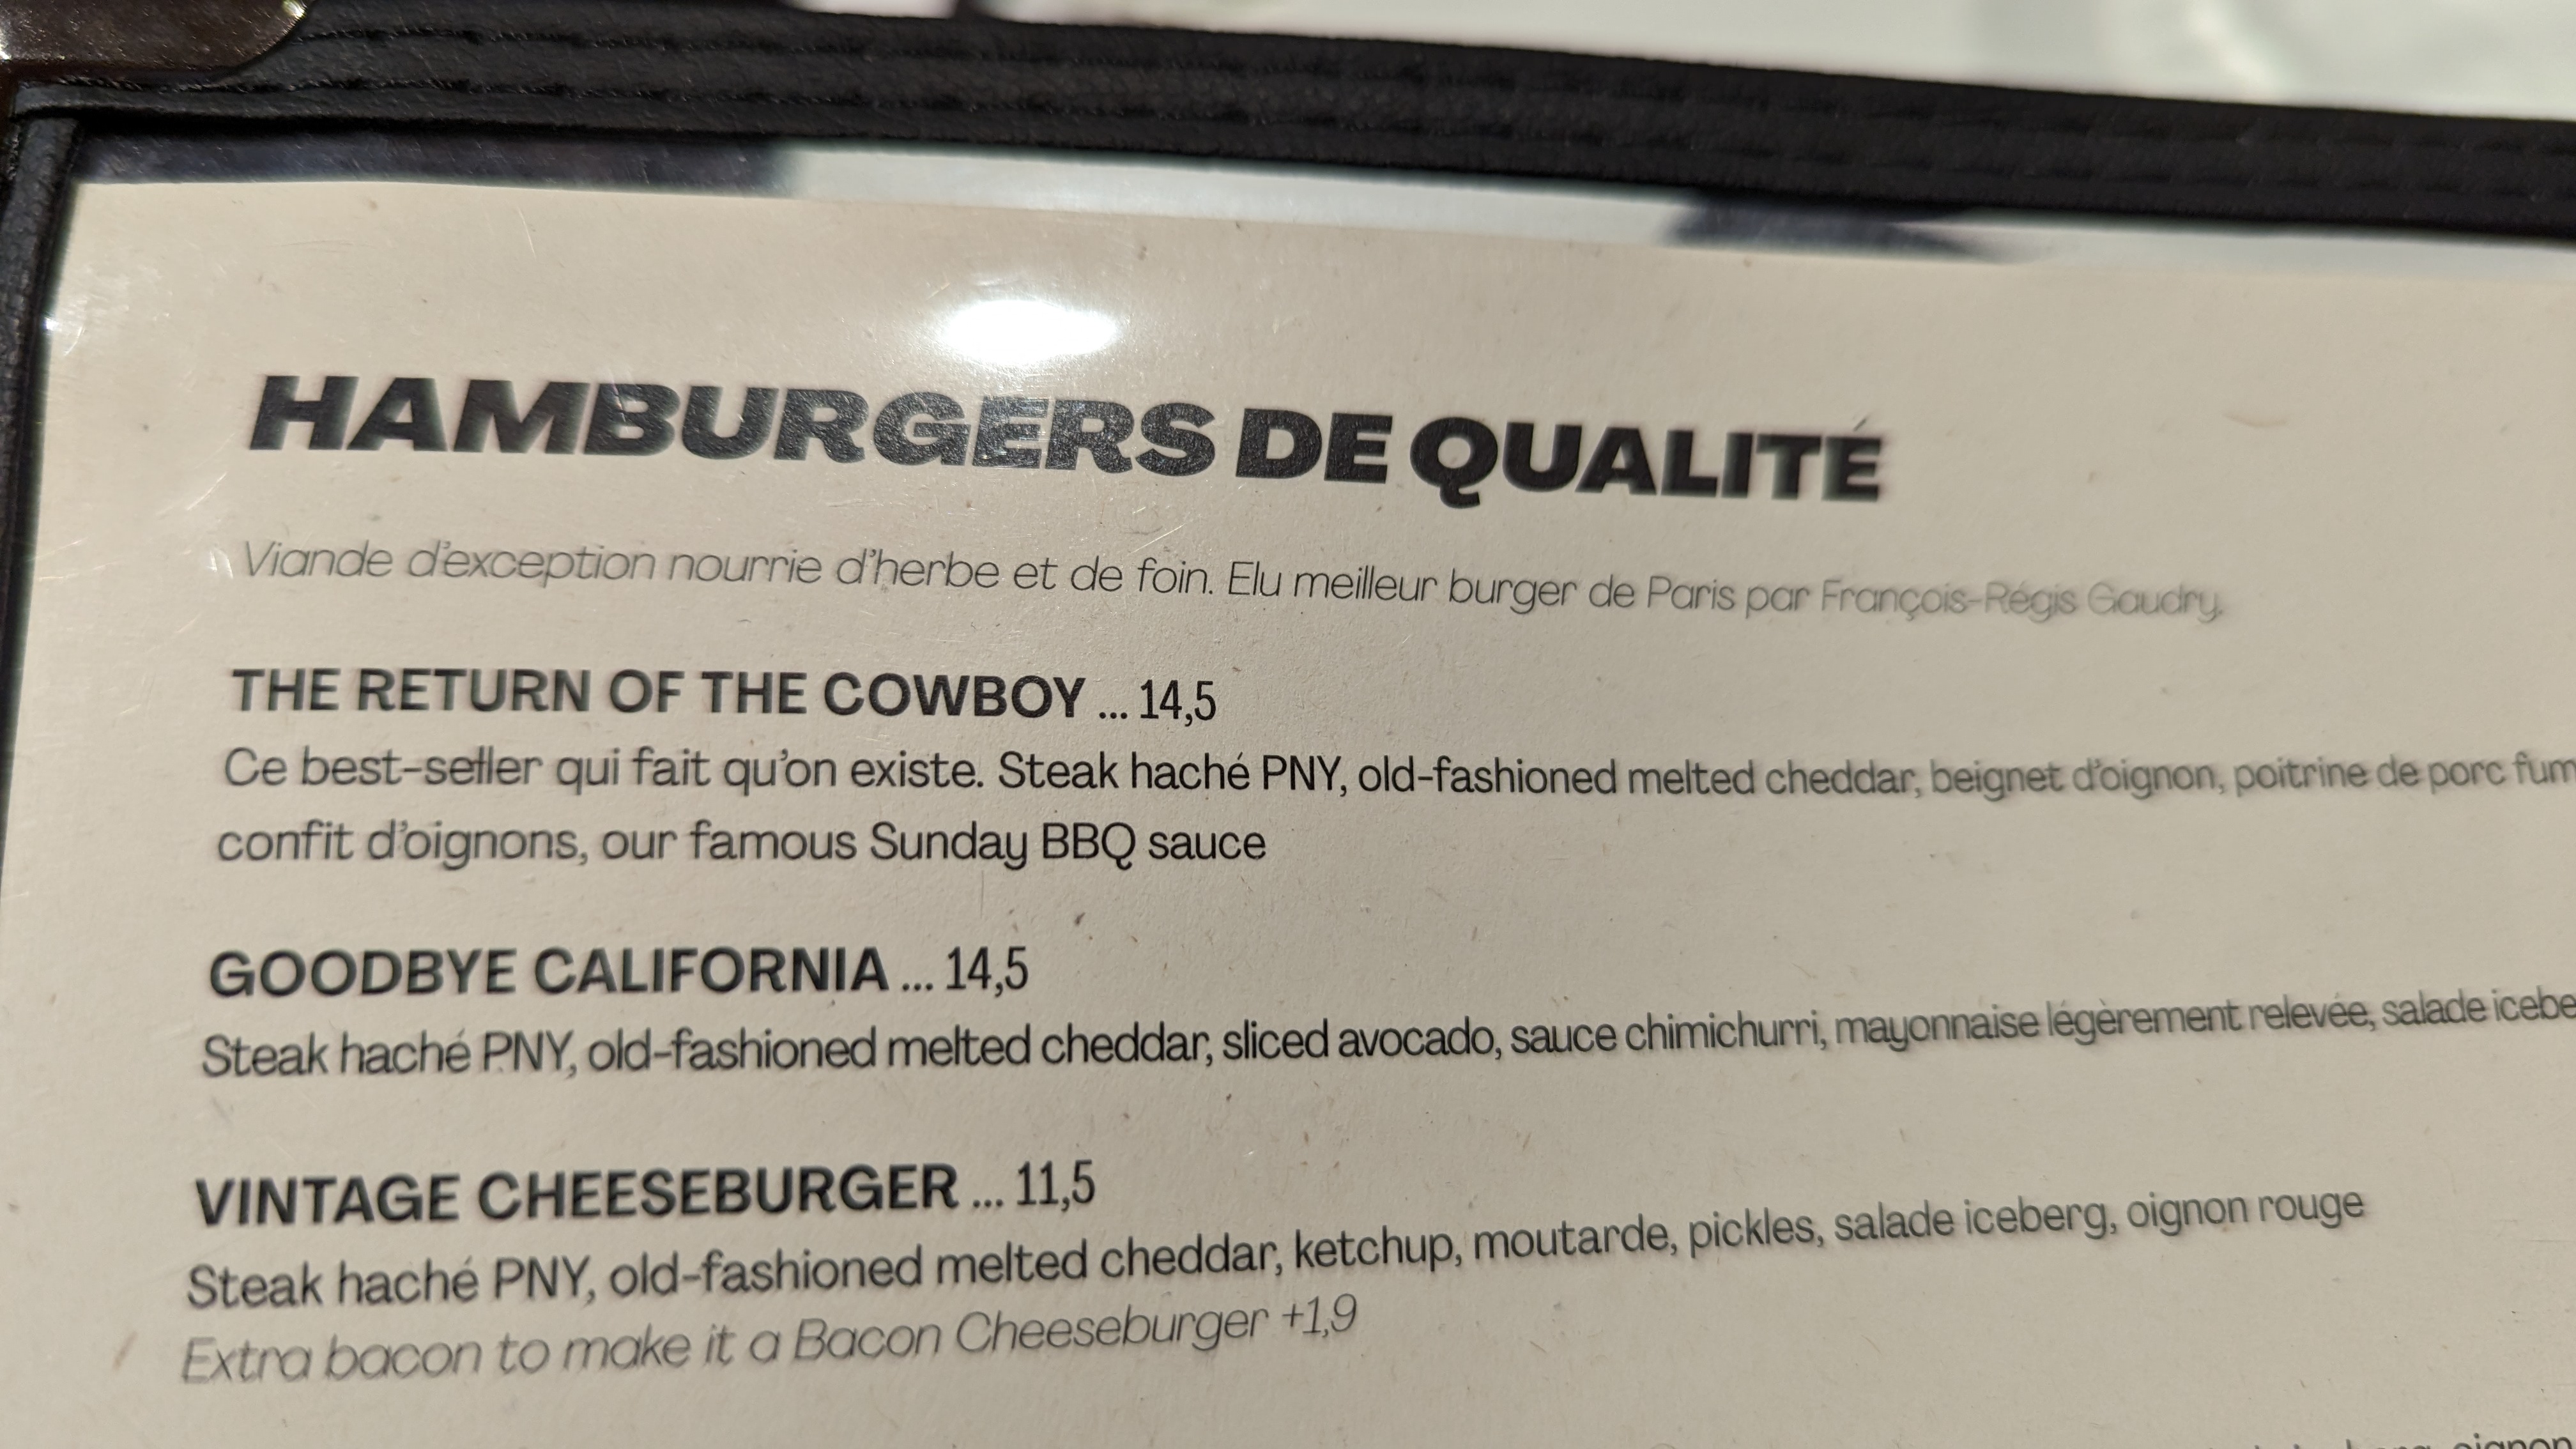 HAMBURGERS DE QUALITÉ
Viande d'exception nourrie d'herbe et de foin. Elu meilleur burger de Paris par François-Régis Gaudry.
THE RETURN OF THE COWBOY ... 14,5
Ce best-seller qui fait qu'on existe. Steak haché PNY, old-fashioned melted cheddar, beignet d'oignon, poitrine de porc fum
confit d'oignons, our famous Sunday BBQ sauce
GOODBYE CALIFORNIA ... 14,5
Steak haché PNY, old-fashioned melted cheddar, sliced avocado, sauce chimichurri, mayonnaise légèrement relevée, salade icebe
VINTAGE CHEESEBURGER ... 11,5
Steak haché PNY, old-fashioned melted cheddar, ketchup, moutarde, pickles, salade iceberg, oignon rouge
Extra bacon to make it a Bacon Cheeseburger +1,9